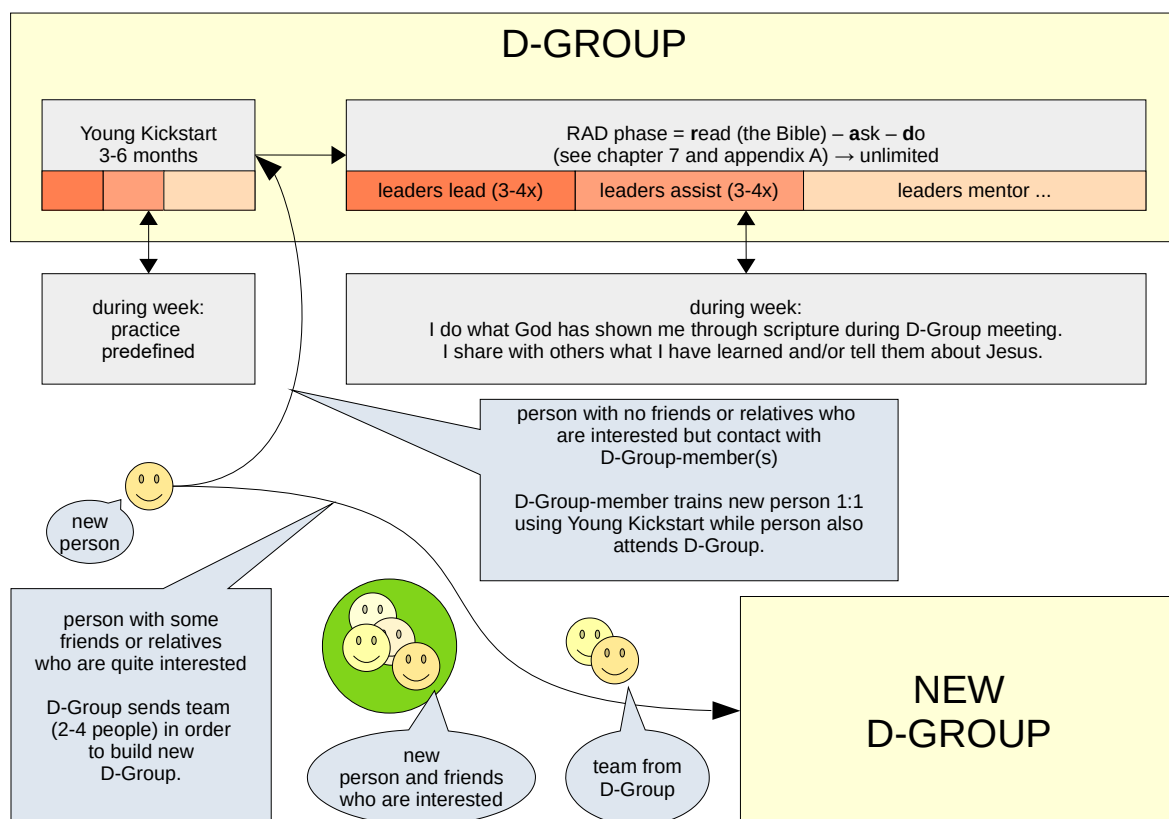 D-GROUP
Young Kickstart
3-6 months
RAD phase = read (the Bible) – ask – do
(see chapter 7 and appendix A) → unlimited
leaders lead (3-4x)
leaders assist (3-4x)
leaders mentor ...
during week:
practice
predefined
during week:
I do what God has shown me through scripture during D-Group meeting.
I share with others what I have learned and/or tell them about Jesus.
person with no friends or relatives who
are interested but contact with
D-Group-member(s)
D-Group-member trains new person 1:1
using Young Kickstart while person also
attends D-Group.
new
person
person with some
friends or relatives
who are quite interested
D-Group sends team
(2-4 people) in order
to build new
D-Group.
new
person and friends
who are interested
team from
D-Group
NEW
D-GROUP